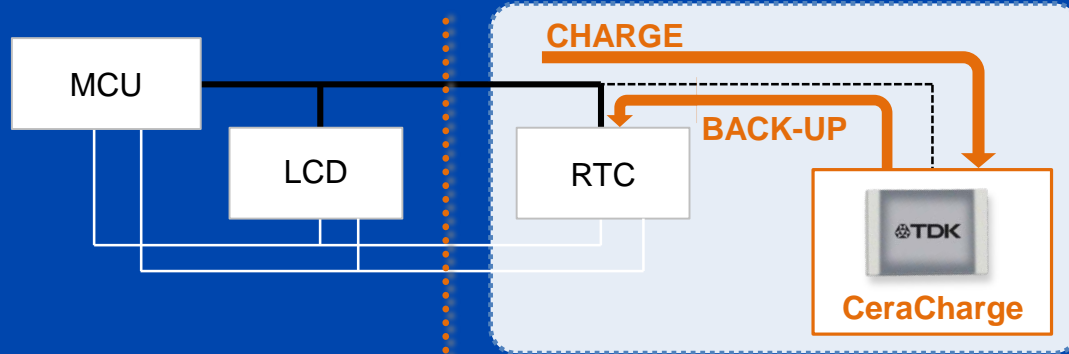 CHARGE
MCU
BACK-UP
LCD
RTC
TDK
CeraCharge